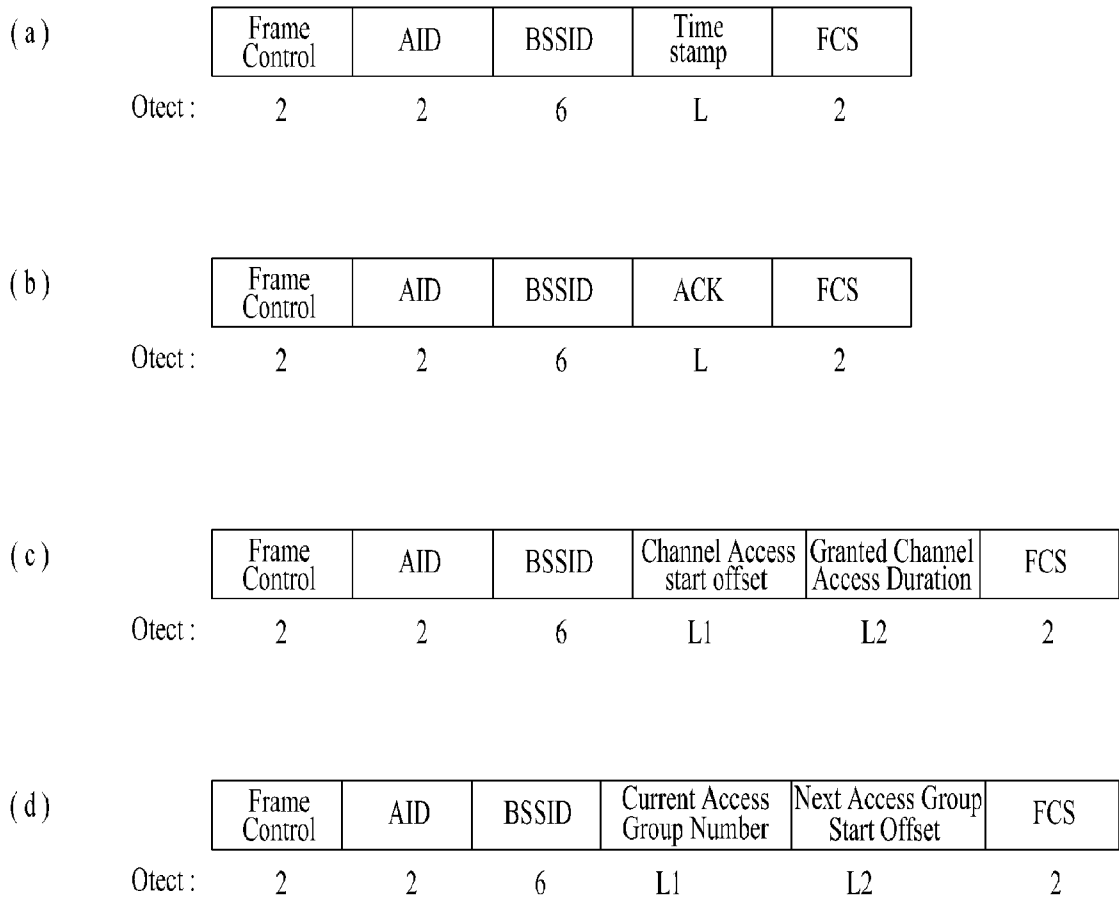 (a)
Frame Control AID BSSID Time stamp FCS
Otect : 2 2 6 L 2
(b)
Frame Control AID BSSID ACK FCS
Otect : 2 2 6 L 2
(c)
Frame Control AID BSSID Channel Access start offset Granted Channel Access Duration FCS
Otect : 2 2 6 L1 L2 2
(d)
Frame Control AID BSSID Current Access Group Number Next Access Group Start Offset FCS
Otect : 2 2 6 L1 L2 2